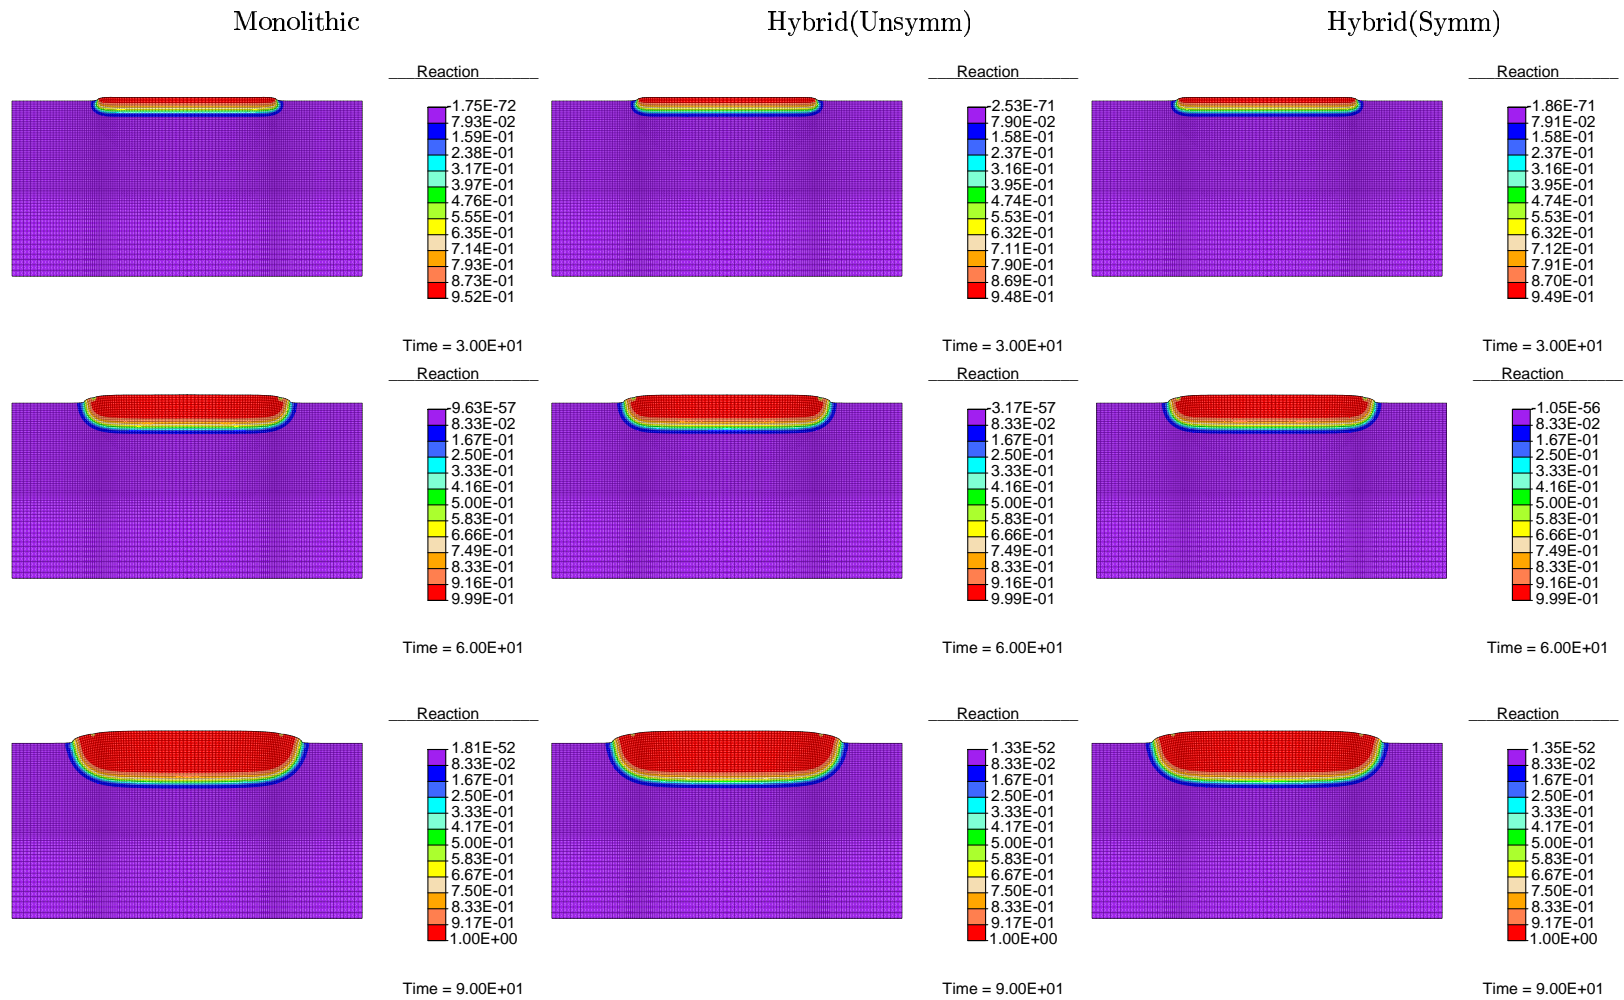 Monolithic
Hybrid(Unsymm)
Hybrid(Symm)
Reaction
1.75E-72
7.93E-02
1.59E-01
2.38E-01
3.17E-01
3.97E-01
4.76E-01
5.55E-01
6.35E-01
7.14E-01
7.93E-01
8.73E-01
9.52E-01
Time = 3.00E+01
Reaction
2.53E-71
7.90E-02
1.58E-01
2.37E-01
3.16E-01
3.95E-01
4.74E-01
5.53E-01
6.32E-01
7.11E-01
7.90E-01
8.69E-01
9.48E-01
Time = 3.00E+01
Reaction
1.86E-71
7.91E-02
1.58E-01
2.37E-01
3.16E-01
3.95E-01
4.74E-01
5.53E-01
6.32E-01
7.12E-01
7.91E-01
8.70E-01
9.49E-01
Time = 3.00E+01
Reaction
9.63E-57
8.33E-02
1.67E-01
2.50E-01
3.33E-01
4.16E-01
5.00E-01
5.83E-01
6.66E-01
7.49E-01
8.33E-01
9.16E-01
9.99E-01
Time = 6.00E+01
Reaction
3.17E-57
8.33E-02
1.67E-01
2.50E-01
3.33E-01
4.16E-01
5.00E-01
5.83E-01
6.66E-01
7.49E-01
8.33E-01
9.16E-01
9.99E-01
Time = 6.00E+01
Reaction
1.05E-56
8.33E-02
1.67E-01
2.50E-01
3.33E-01
4.16E-01
5.00E-01
5.83E-01
6.66E-01
7.49E-01
8.33E-01
9.16E-01
9.99E-01
Time = 6.00E+01
Reaction
1.81E-52
8.33E-02
1.67E-01
2.50E-01
3.33E-01
4.17E-01
5.00E-01
5.83E-01
6.67E-01
7.50E-01
8.33E-01
9.17E-01
1.00E+00
Time = 9.00E+01
Reaction
1.33E-52
8.33E-02
1.67E-01
2.50E-01
3.33E-01
4.17E-01
5.00E-01
5.83E-01
6.67E-01
7.50E-01
8.33E-01
9.17E-01
1.00E+00
Time = 9.00E+01
Reaction
1.35E-52
8.33E-02
1.67E-01
2.50E-01
3.33E-01
4.17E-01
5.00E-01
5.83E-01
6.67E-01
7.50E-01
8.33E-01
9.17E-01
1.00E+00
Time = 9.00E+01